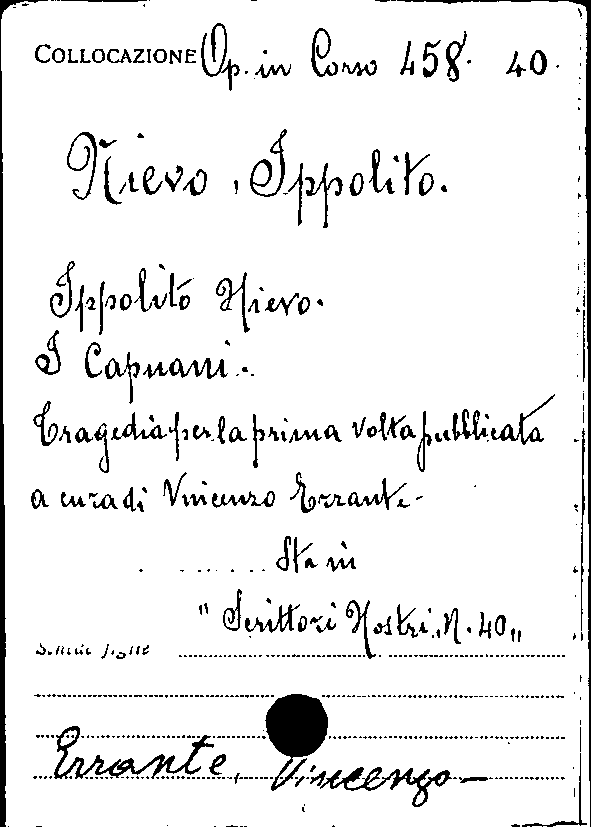 COLLOCAZIONE Op. in Corso 458. 40.
Nievo, Ippolito.
Ippolito Nievo.
I Capuani.
Tragedia per la prima volta pubblicata
a cura di Vincenzo Errante -
. . . . . . . . Sta in
"Scrittori Nostri„ N. 40„
Errante, Vincenzo -